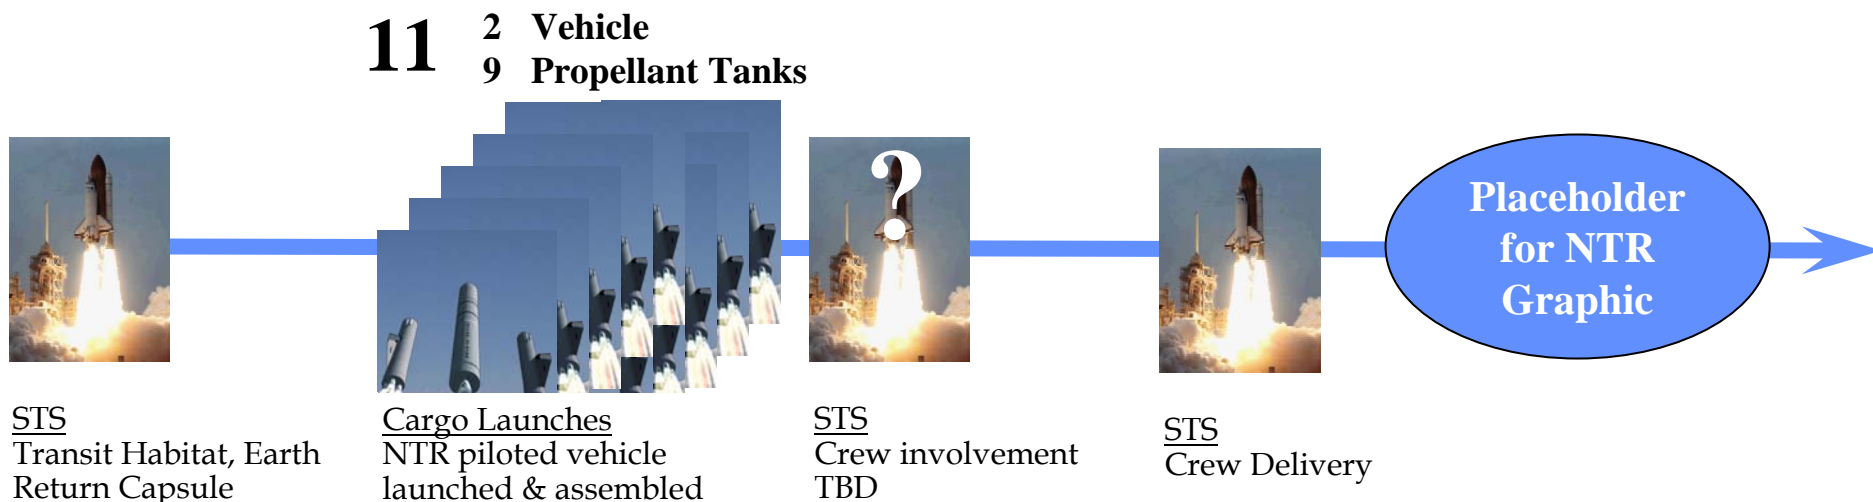 11
2 Vehicle
9 Propellant Tanks
?
Placeholder
for NTR
Graphic
STS
Transit Habitat, Earth
Return Capsule
Cargo Launches
NTR piloted vehicle
launched & assembled
STS
Crew involvement
TBD
STS
Crew Delivery